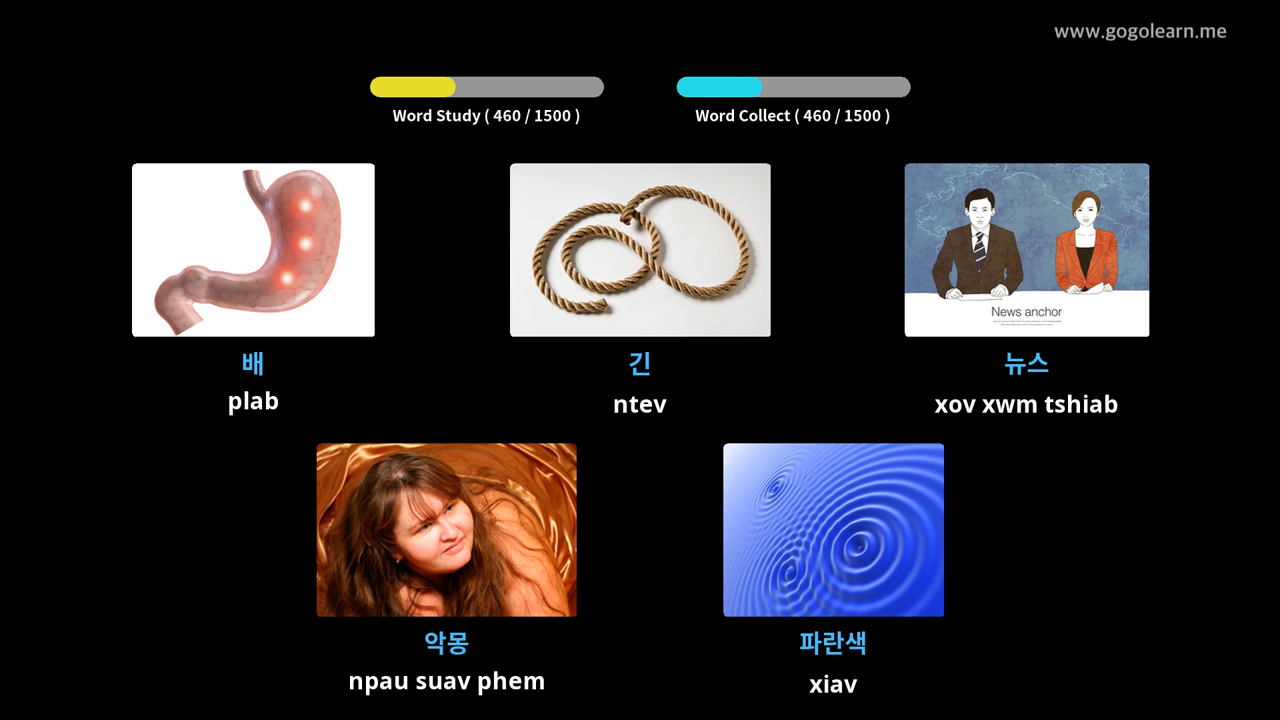 www.gogolearn.me
Word Study ( 460 / 1500 )
Word Collect ( 460 / 1500 )
News anchor
배
긴
뉴스
plab
ntev
xov xwm tshiab
악몽
파란색
npau suav phem
xiav